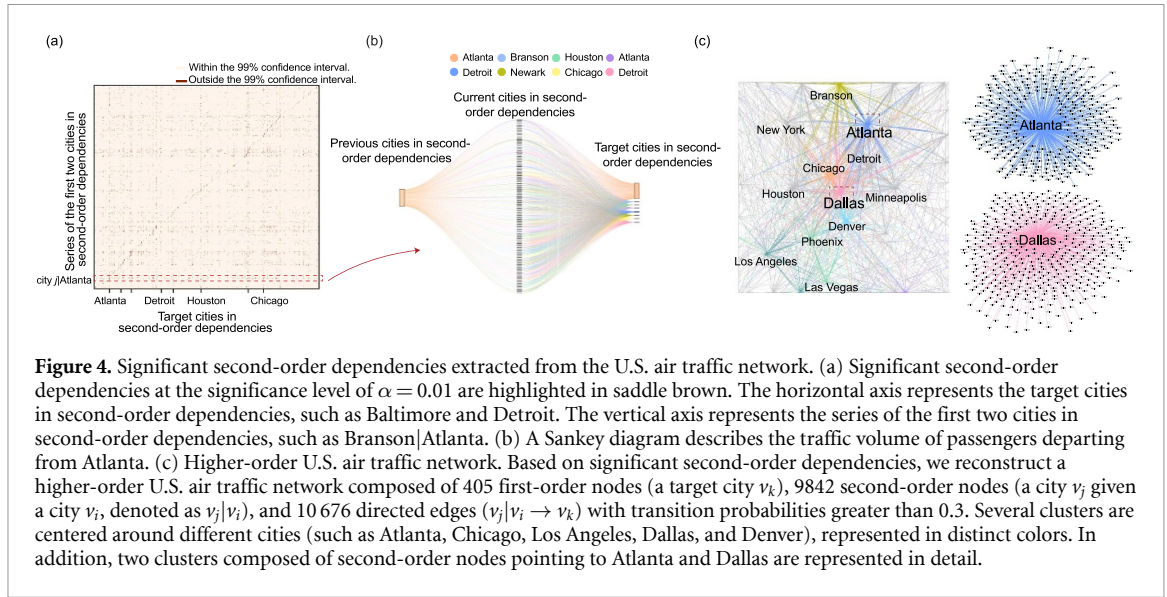 (a)
Within the 99% confidence interval.
Outside the 99% confidence interval.
Series of the first two cities in
second-order dependencies
city j|Atlanta
Atlanta
Detroit
Houston
Chicago
Target cities in
second-order dependencies
(b)
Atlanta Branson Houston Atlanta
Detroit Newark Chicago Detroit
Current cities in second-
order dependencies
Previous cities in second-
order dependencies
Target cities in
second-order dependencies
(c)
Branson
New York
Atlanta
Detroit
Chicago
Houston
Dallas
Minneapolis
Denver
Phoenix
Los Angeles
Las Vegas
Atlanta
Dallas
Figure 4. Significant second-order dependencies extracted from the U.S. air traffic network. (a) Significant second-order
dependencies at the significance level of α = 0.01 are highlighted in saddle brown. The horizontal axis represents the target cities
in second-order dependencies, such as Baltimore and Detroit. The vertical axis represents the series of the first two cities in
second-order dependencies, such as Branson|Atlanta. (b) A Sankey diagram describes the traffic volume of passengers departing
from Atlanta. (c) Higher-order U.S. air traffic network. Based on significant second-order dependencies, we reconstruct a
higher-order U.S. air traffic network composed of 405 first-order nodes (a target city vₖ), 9842 second-order nodes (a city vⱼ given
a city vᵢ, denoted as vⱼ|vᵢ), and 10 676 directed edges (vⱼ|vᵢ → vₖ) with transition probabilities greater than 0.3. Several clusters are
centered around different cities (such as Atlanta, Chicago, Los Angeles, Dallas, and Denver), represented in distinct colors. In
addition, two clusters composed of second-order nodes pointing to Atlanta and Dallas are represented in detail.